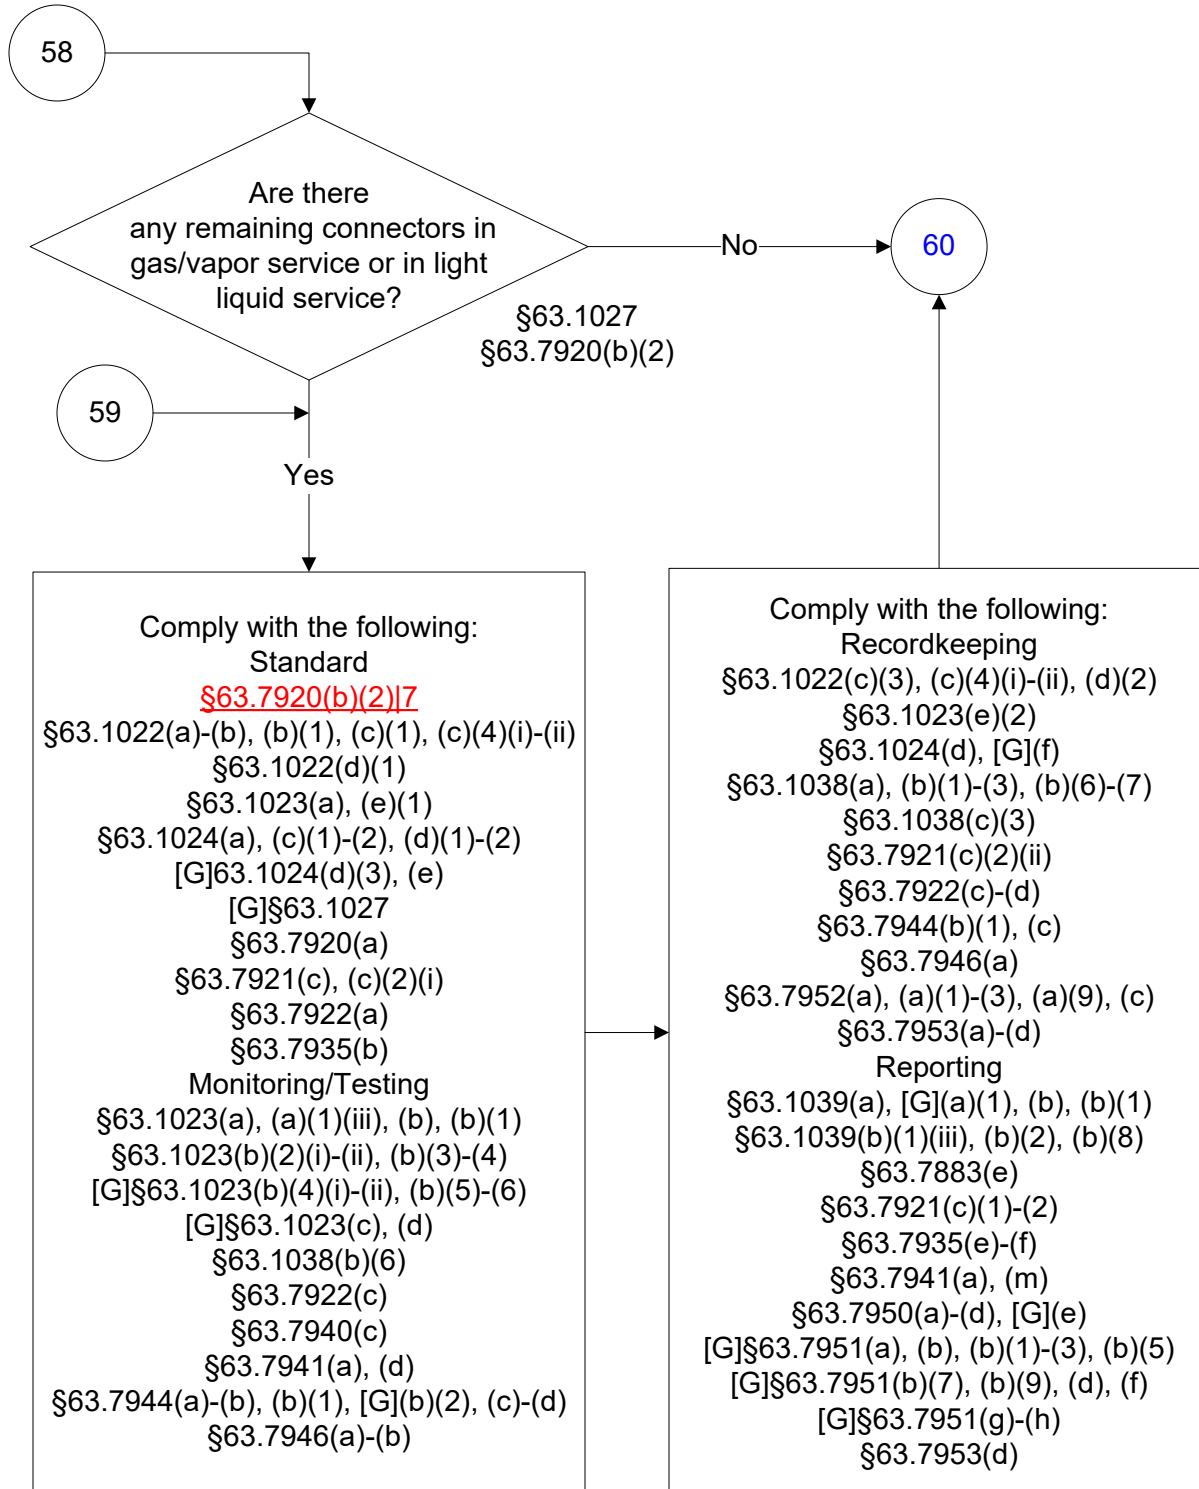 58
Are there
any remaining connectors in
gas/vapor service or in light
liquid service?
No
60
§63.1027
§63.7920(b)(2)
59
Yes
Comply with the following:
Standard
§63.7920(b)(2)|7
§63.1022(a)-(b), (b)(1), (c)(1), (c)(4)(i)-(ii)
§63.1022(d)(1)
§63.1023(a), (e)(1)
§63.1024(a), (c)(1)-(2), (d)(1)-(2)
[G]63.1024(d)(3), (e)
[G]§63.1027
§63.7920(a)
§63.7921(c), (c)(2)(i)
§63.7922(a)
§63.7935(b)
Monitoring/Testing
§63.1023(a), (a)(1)(iii), (b), (b)(1)
§63.1023(b)(2)(i)-(ii), (b)(3)-(4)
[G]§63.1023(b)(4)(i)-(ii), (b)(5)-(6)
[G]§63.1023(c), (d)
§63.1038(b)(6)
§63.7922(c)
§63.7940(c)
§63.7941(a), (d)
§63.7944(a)-(b), (b)(1), [G](b)(2), (c)-(d)
§63.7946(a)-(b)
Comply with the following:
Recordkeeping
§63.1022(c)(3), (c)(4)(i)-(ii), (d)(2)
§63.1023(e)(2)
§63.1024(d), [G](f)
§63.1038(a), (b)(1)-(3), (b)(6)-(7)
§63.1038(c)(3)
§63.7921(c)(2)(ii)
§63.7922(c)-(d)
§63.7944(b)(1), (c)
§63.7946(a)
§63.7952(a), (a)(1)-(3), (a)(9), (c)
§63.7953(a)-(d)
Reporting
§63.1039(a), [G](a)(1), (b), (b)(1)
§63.1039(b)(1)(iii), (b)(2), (b)(8)
§63.7883(e)
§63.7921(c)(1)-(2)
§63.7935(e)-(f)
§63.7941(a), (m)
§63.7950(a)-(d), [G](e)
[G]§63.7951(a), (b), (b)(1)-(3), (b)(5)
[G]§63.7951(b)(7), (b)(9), (d), (f)
[G]§63.7951(g)-(h)
§63.7953(d)